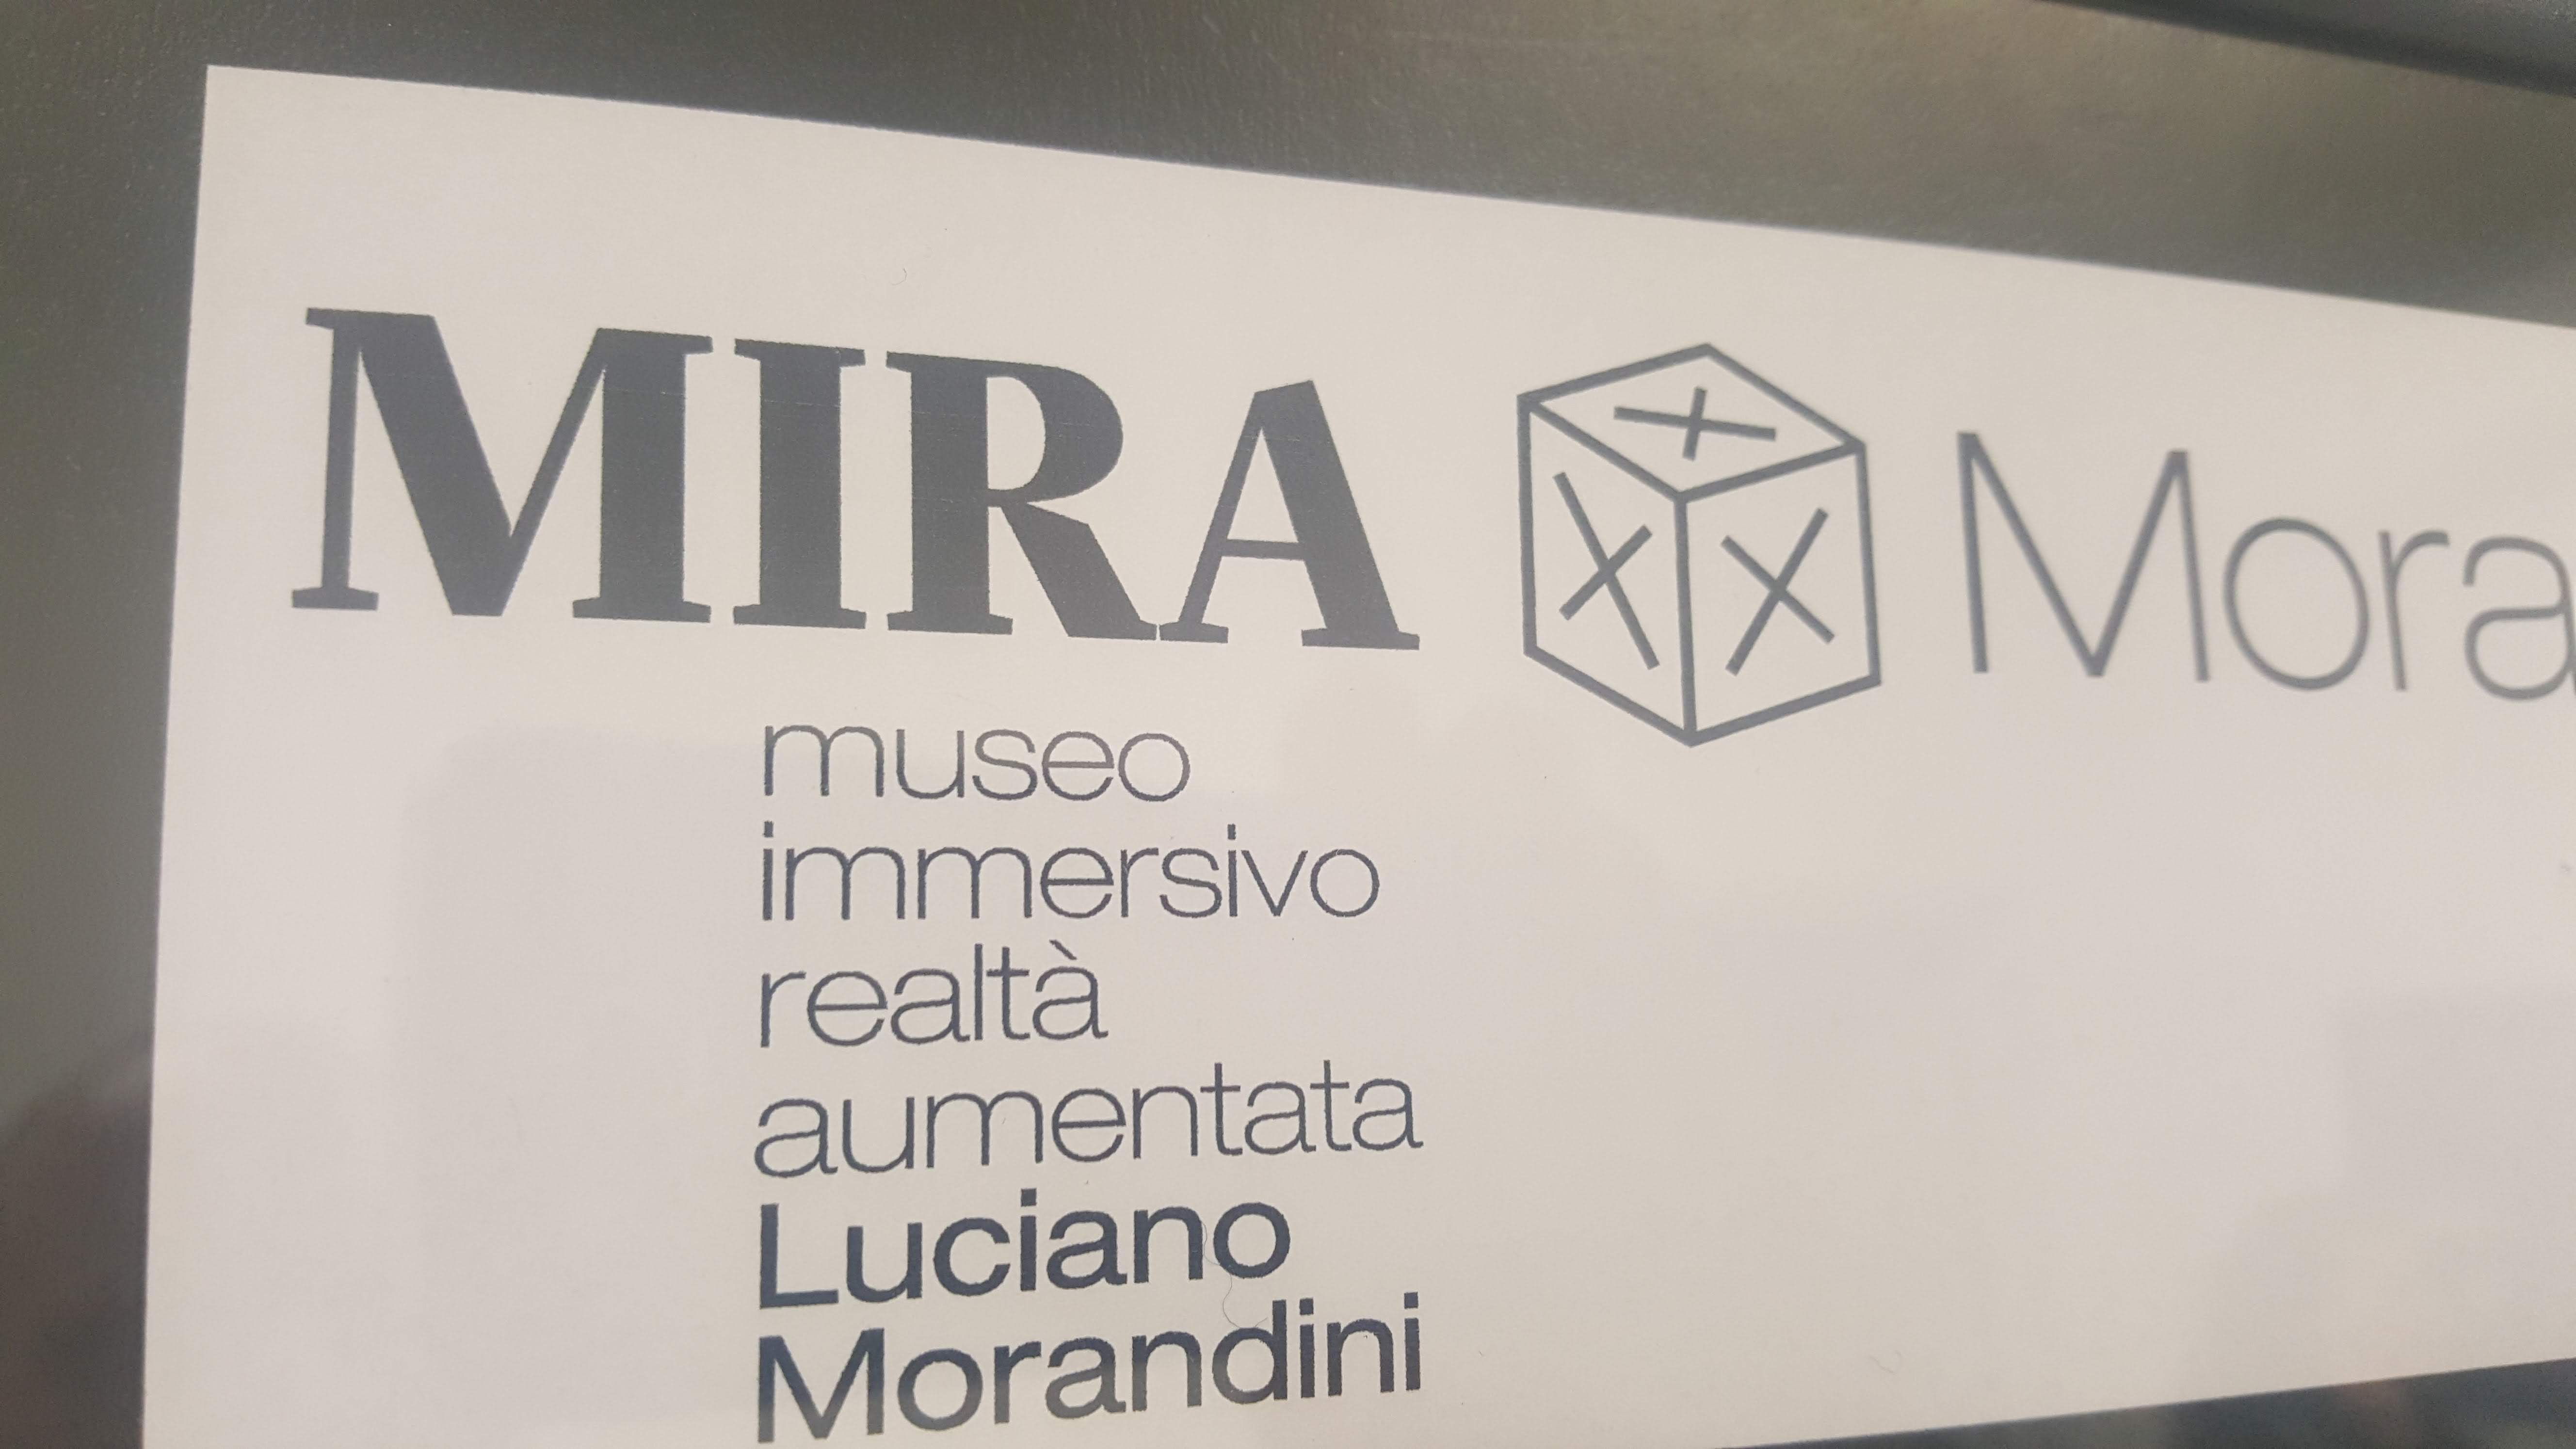 MIRA Mora
museo
immersivo
realtà
aumentata
Luciano
Morandini